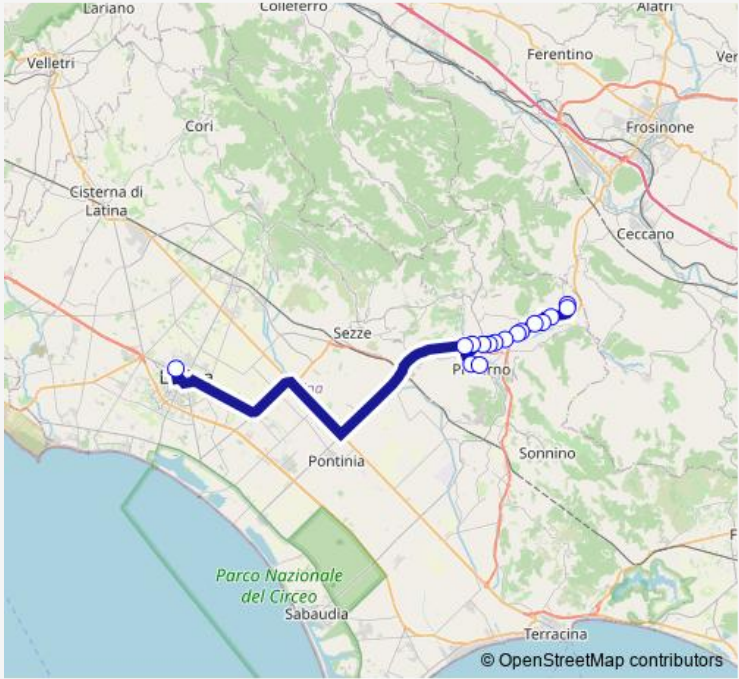 Lariano
Colleferro
Alatri
Velletri
Ferentino
Ver
Cori
Frosinone
Cisterna di
Latina
Ceccano
Sezze
Sonnino
Pontinia
Parco Nazionale
del Circeo
Sabaudia
F
Terracina
© OpenStreetMap contributors